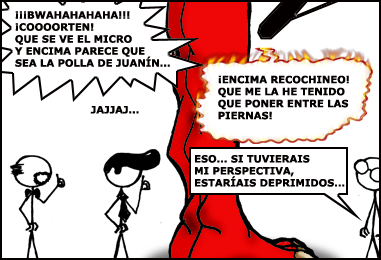 ¡¡¡BWAHAHAHAHA!!!
¡COOOORTEN!
QUE SE VE EL MICRO
Y ENCIMA PARECE QUE
SEA LA POLLA DE JUANÍN...
¡ENCIMA RECOCHINEO!
QUE ME LA HE TENIDO
QUE PONER ENTRE LAS
PIERNAS!
JAJJAJ...
ESO... SI TUVIERAIS
MI PERSPECTIVA,
ESTARÍAIS DEPRIMIDOS...